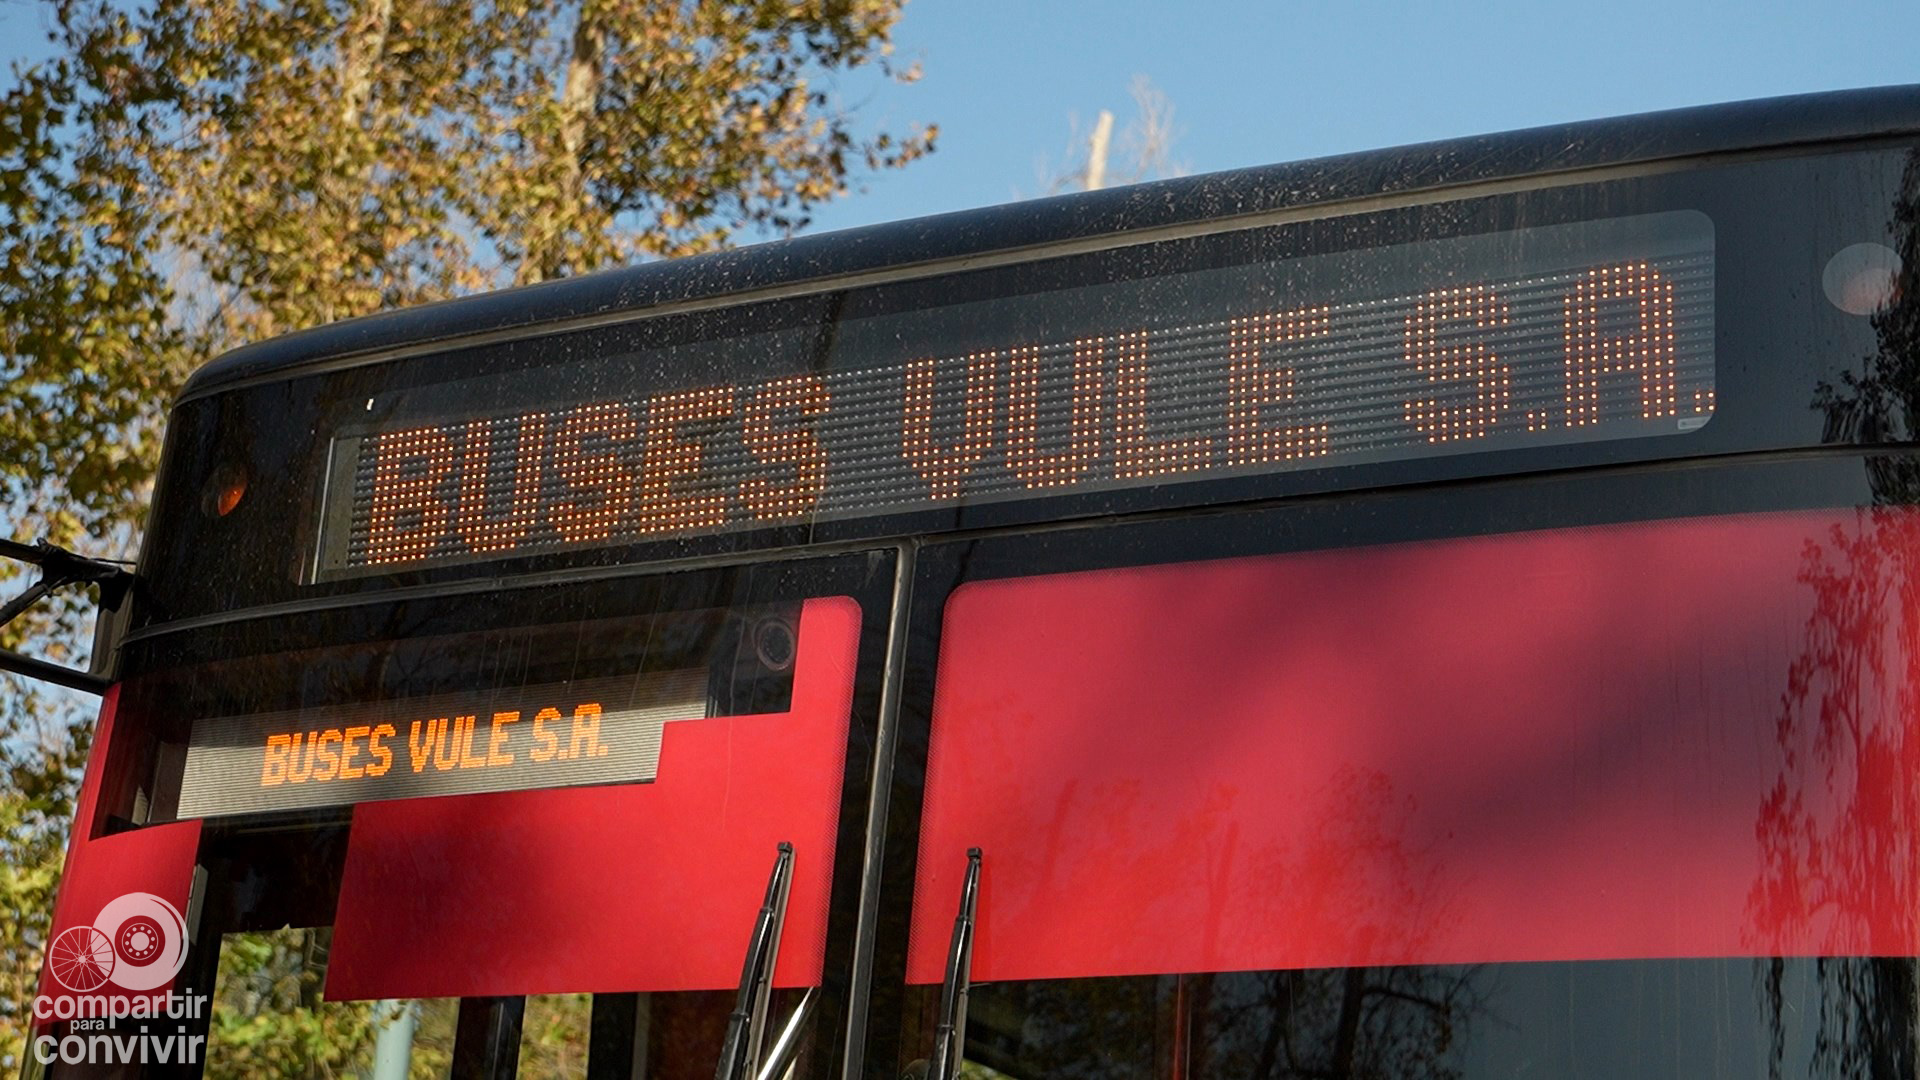 BUSES VULE S.A.
BUSES VULE S.A.
compartir
para
convivir